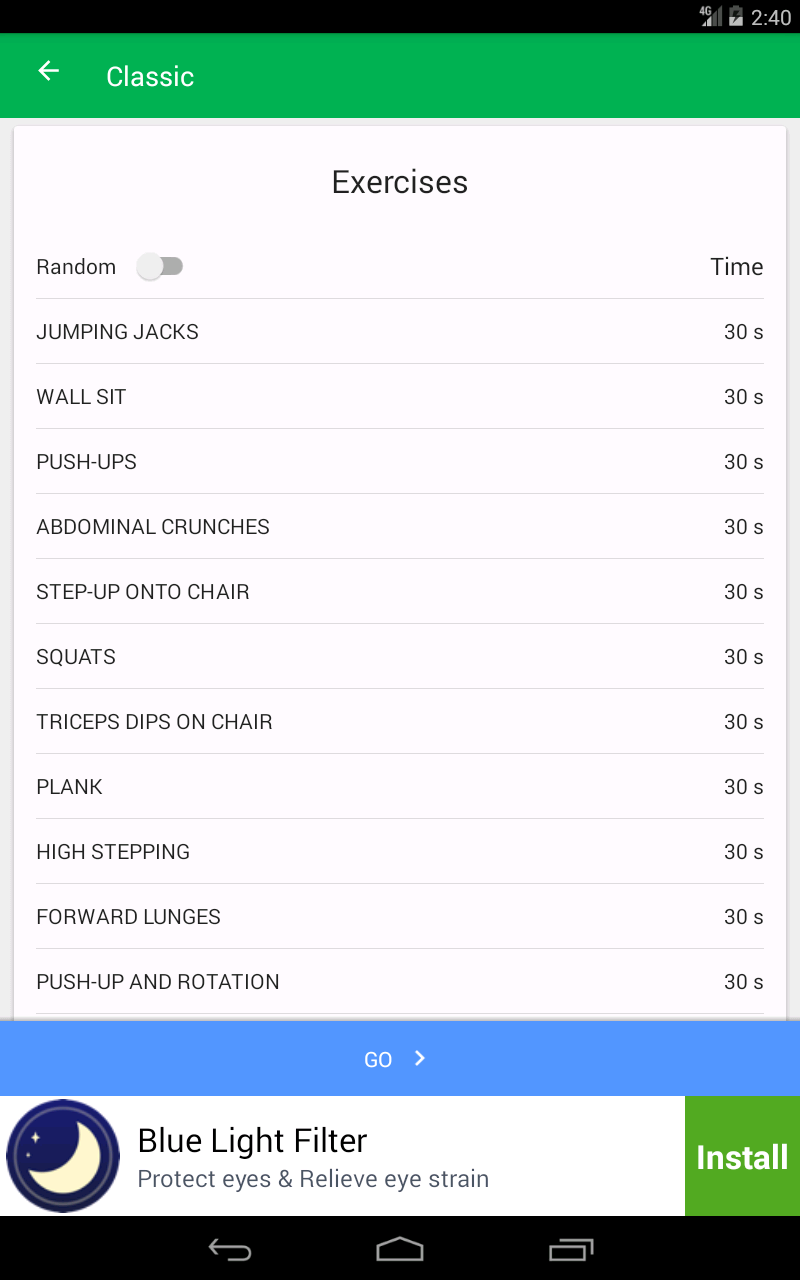 4G 2:40
Classic
Exercises
Random Time
JUMPING JACKS 30 s
WALL SIT 30 s
PUSH-UPS 30 s
ABDOMINAL CRUNCHES 30 s
STEP-UP ONTO CHAIR 30 s
SQUATS 30 s
TRICEPS DIPS ON CHAIR 30 s
PLANK 30 s
HIGH STEPPING 30 s
FORWARD LUNGES 30 s
PUSH-UP AND ROTATION 30 s
GO
Blue Light Filter
Protect eyes & Relieve eye strain
Install